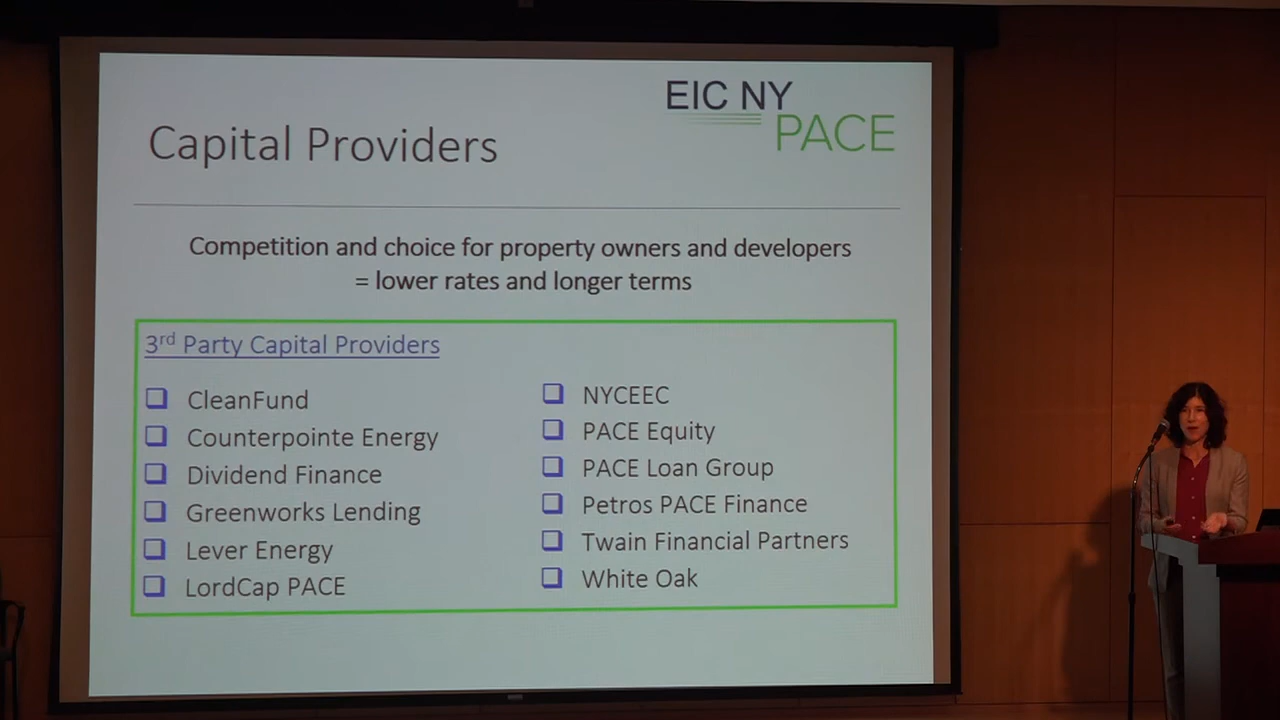 EIC NY
PACE
Capital Providers
Competition and choice for property owners and developers
= lower rates and longer terms
3rd Party Capital Providers
CleanFund
Counterpointe Energy
Dividend Finance
Greenworks Lending
Lever Energy
LordCap PACE
NYCEEC
PACE Equity
PACE Loan Group
Petros PACE Finance
Twain Financial Partners
White Oak